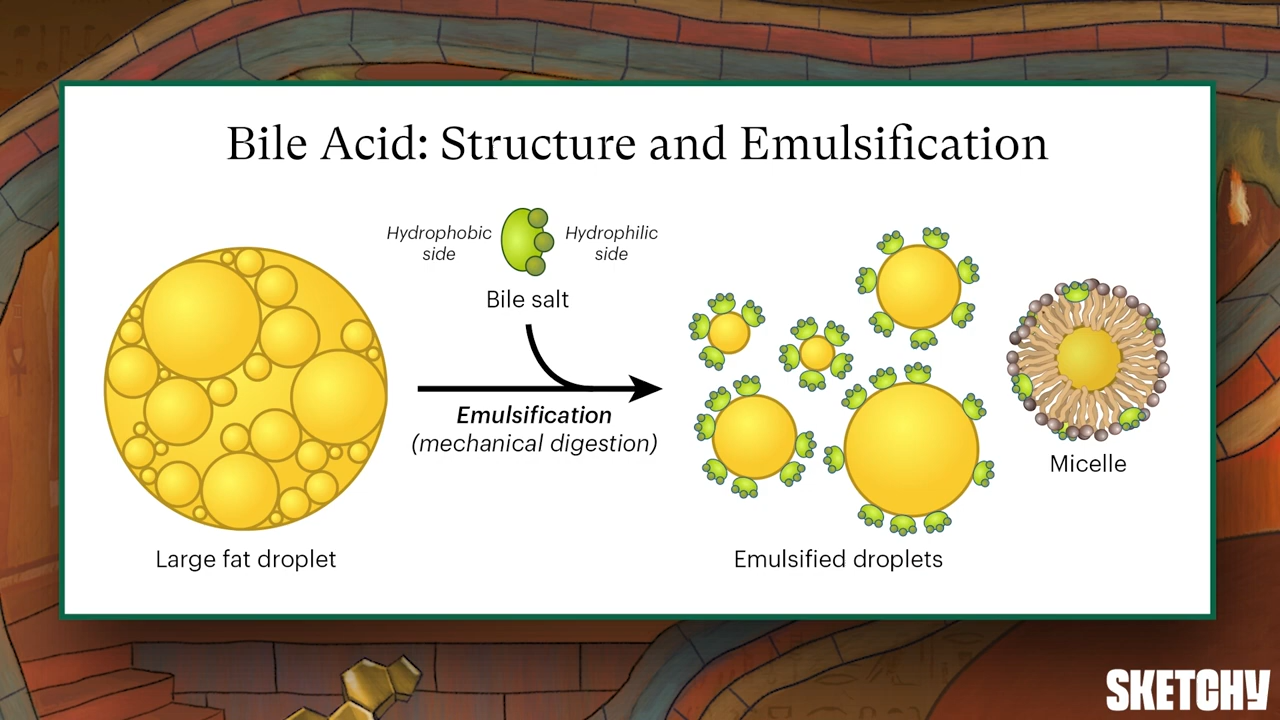 Bile Acid: Structure and Emulsification
Hydrophobic
side
Hydrophilic
side
Bile salt
Emulsification
(mechanical digestion)
Large fat droplet
Emulsified droplets
Micelle
SKETCHY